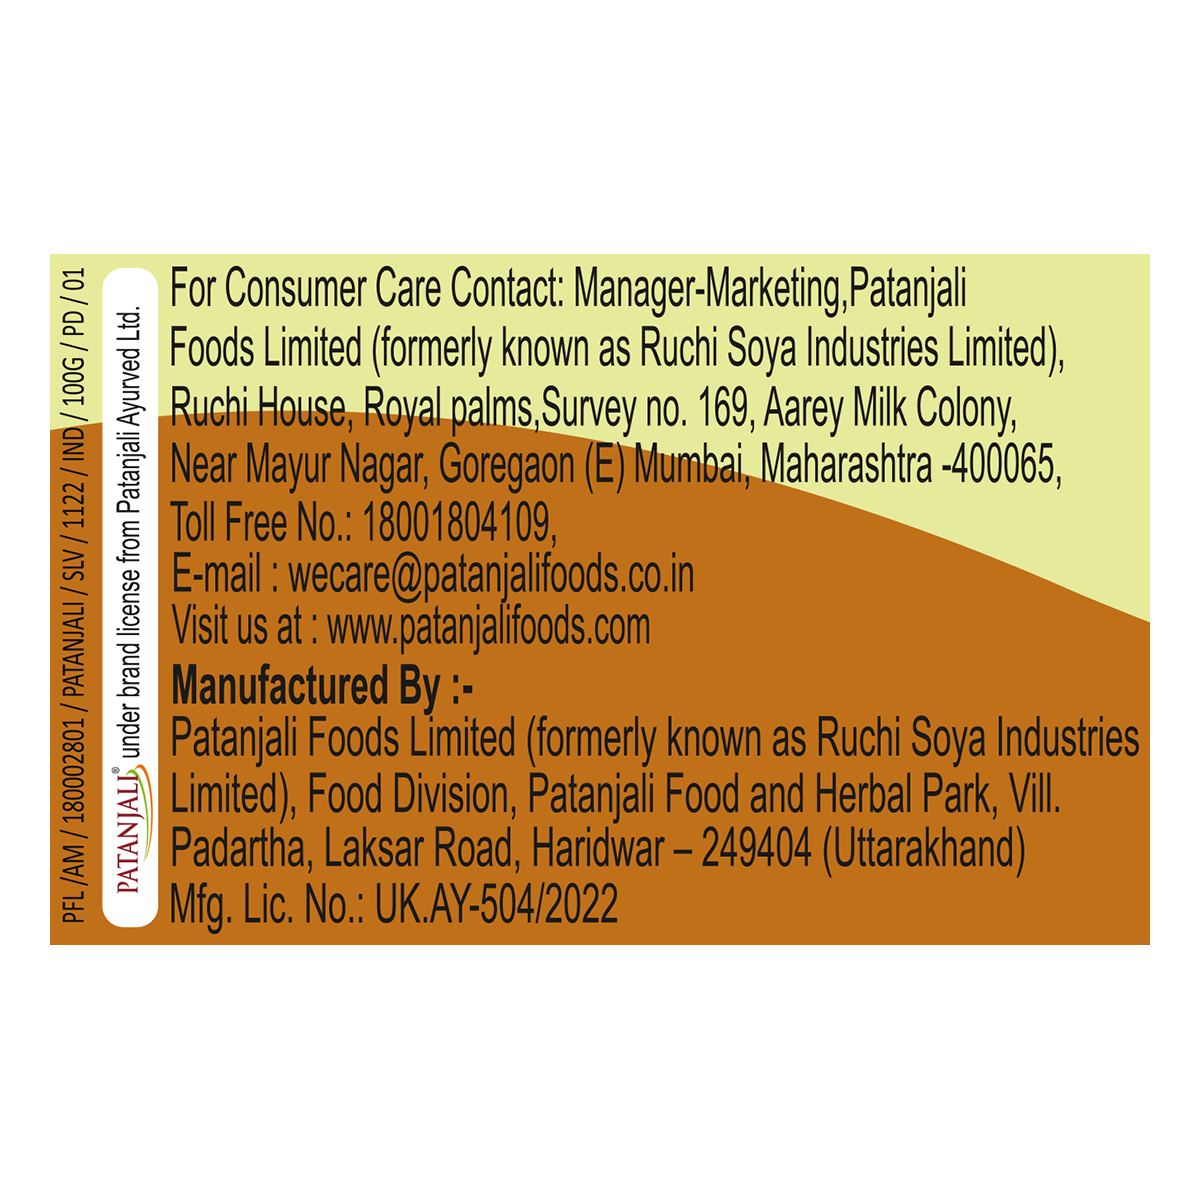 PFL /AM / 180002801 / PATANJALI / SLV / 1122 / IND / 100G / PD / 01
PATANJALI® under brand license from Patanjali Ayurved Ltd.
For Consumer Care Contact: Manager-Marketing,Patanjali
Foods Limited (formerly known as Ruchi Soya Industries Limited),
Ruchi House, Royal palms,Survey no. 169, Aarey Milk Colony,
Near Mayur Nagar, Goregaon (E) Mumbai, Maharashtra -400065,
Toll Free No.: 18001804109,
E-mail : wecare@patanjalifoods.co.in
Visit us at : www.patanjalifoods.com
Manufactured By :-
Patanjali Foods Limited (formerly known as Ruchi Soya Industries
Limited), Food Division, Patanjali Food and Herbal Park, Vill.
Padartha, Laksar Road, Haridwar – 249404 (Uttarakhand)
Mfg. Lic. No.: UK.AY-504/2022